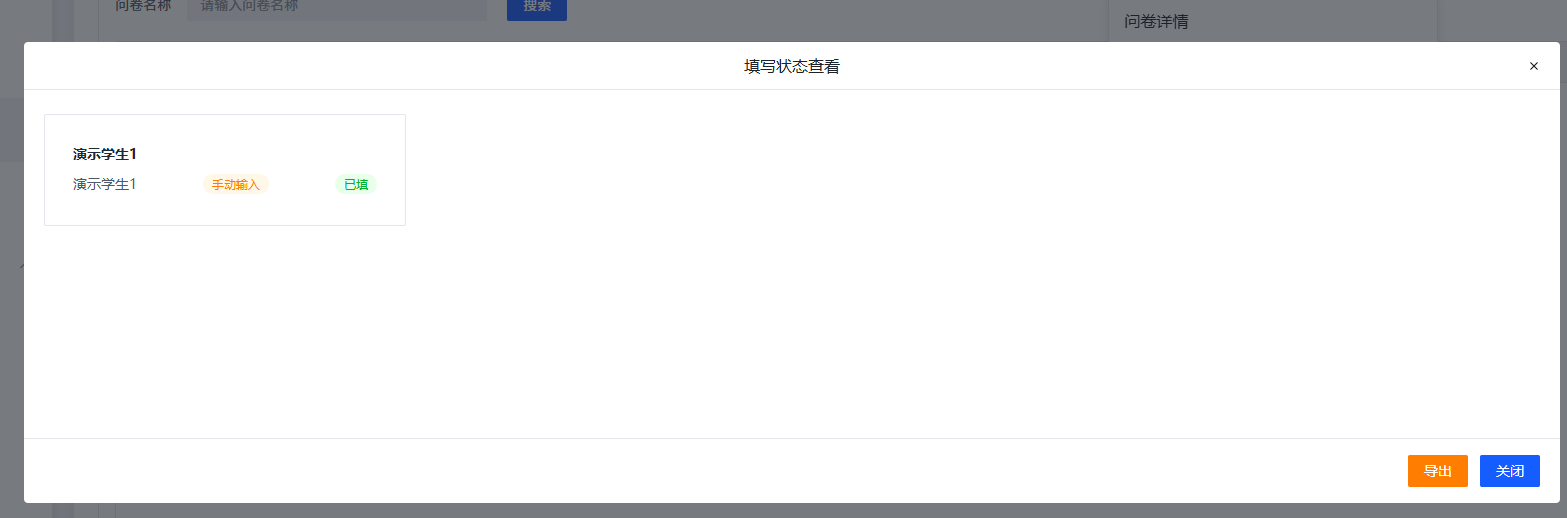 问卷名称 请输入问卷名称 搜索
问卷详情
填写状态查看 ×
演示学生1
演示学生1 手动输入 已填
导出 关闭